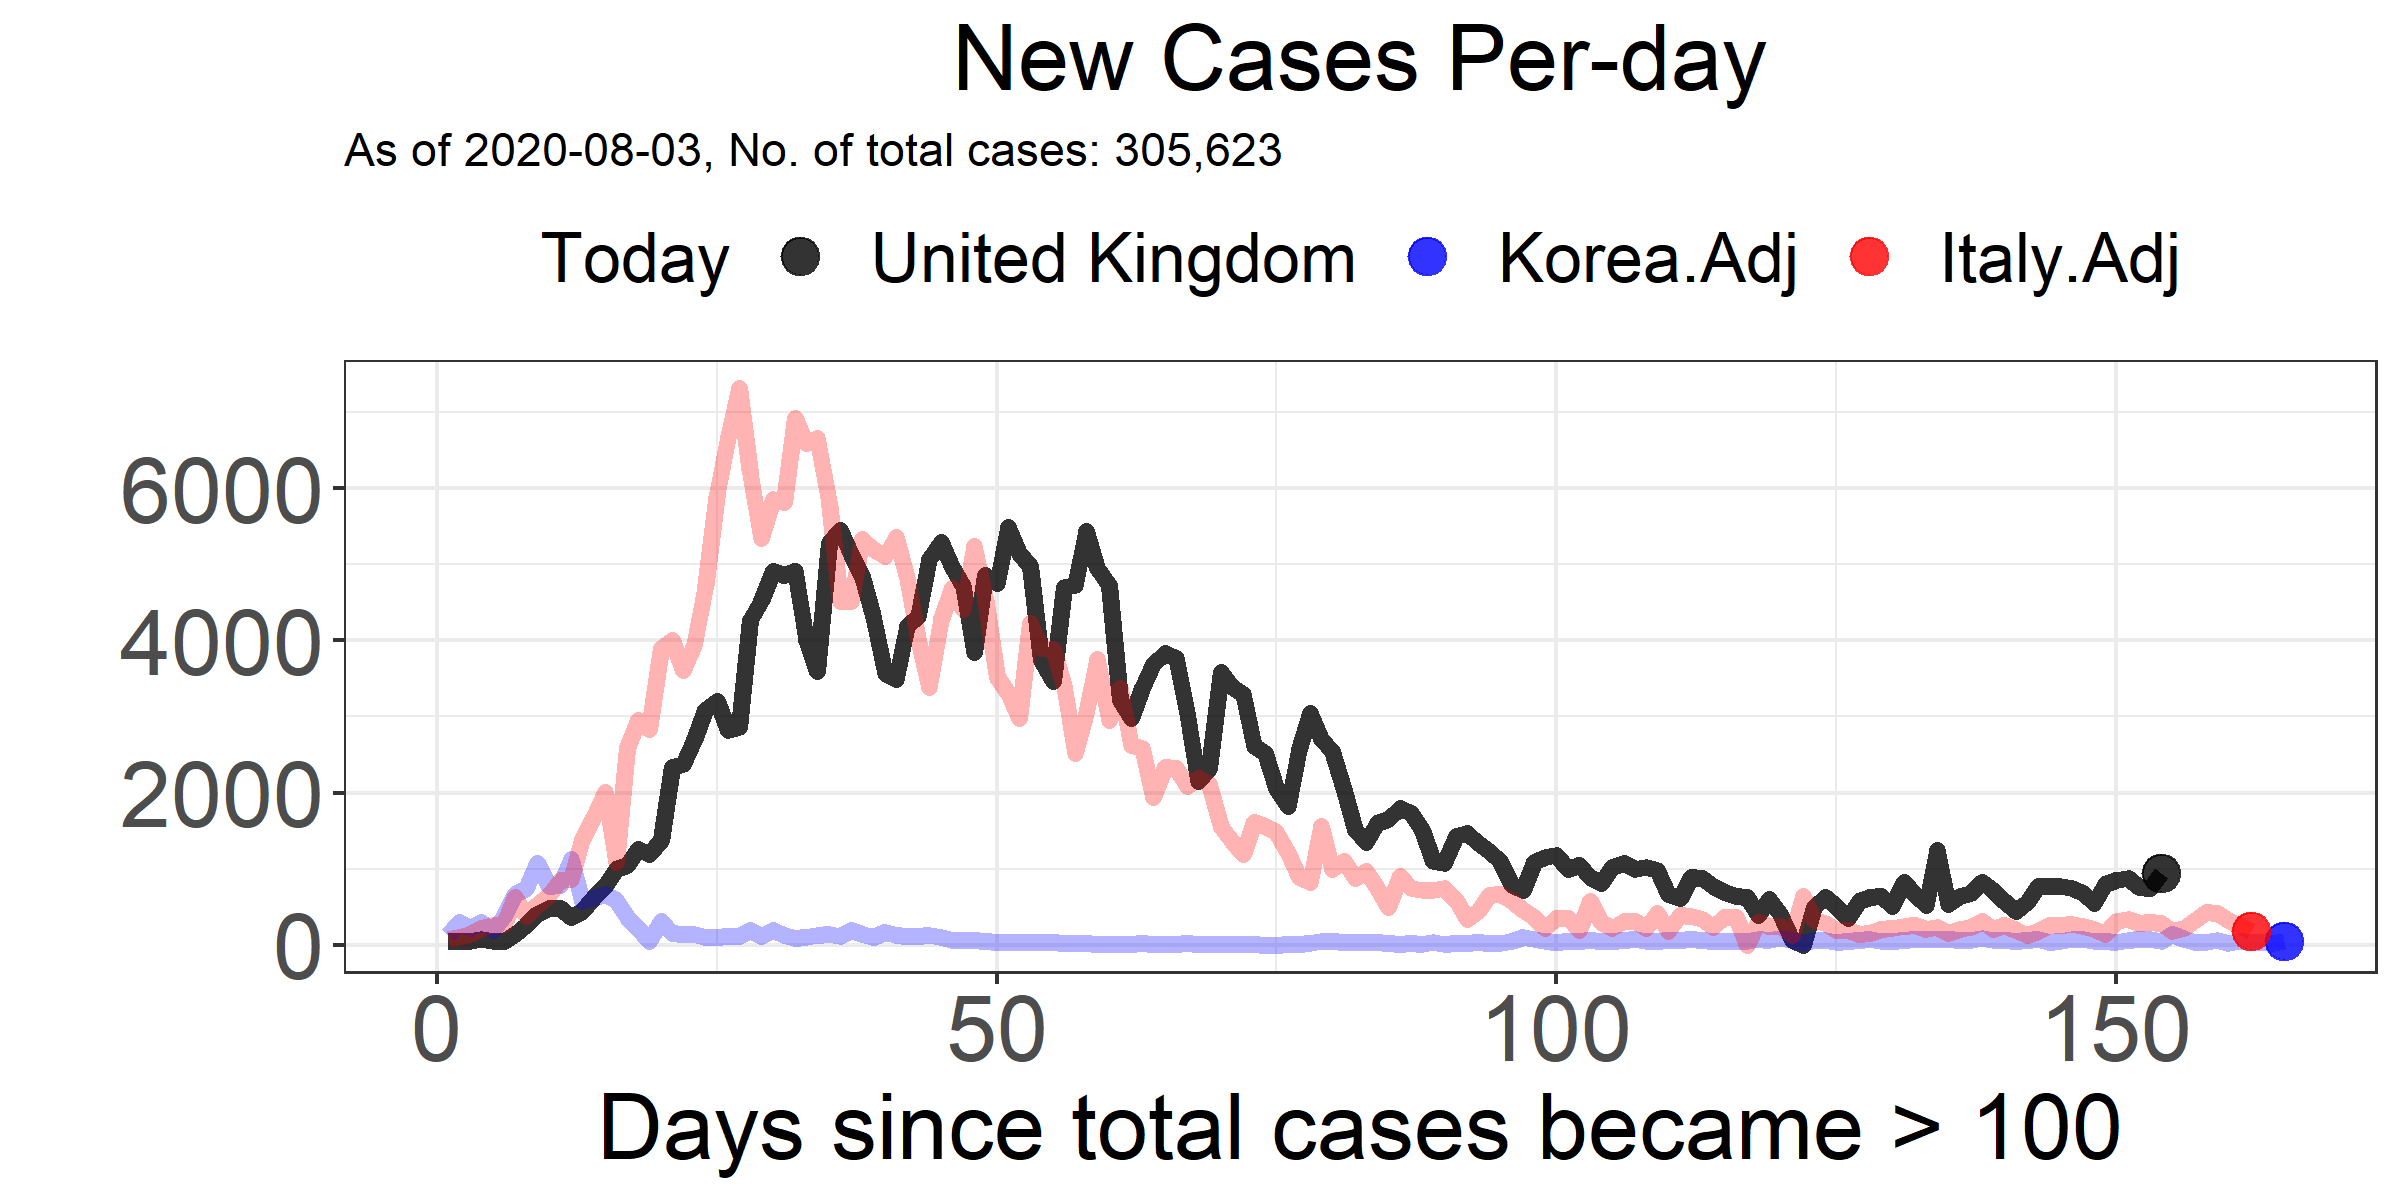 New Cases Per-day
As of 2020-08-03, No. of total cases: 305,623
Today United Kingdom Korea.Adj Italy.Adj
6000
4000
2000
0
0 50 100 150
Days since total cases became > 100